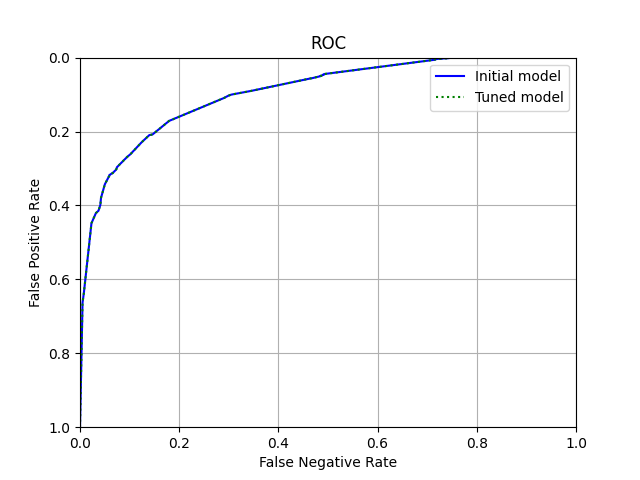 ROC
Initial model
Tuned model
0.0
0.2
0.4
0.6
0.8
1.0
False Positive Rate
0.0 0.2 0.4 0.6 0.8 1.0
False Negative Rate